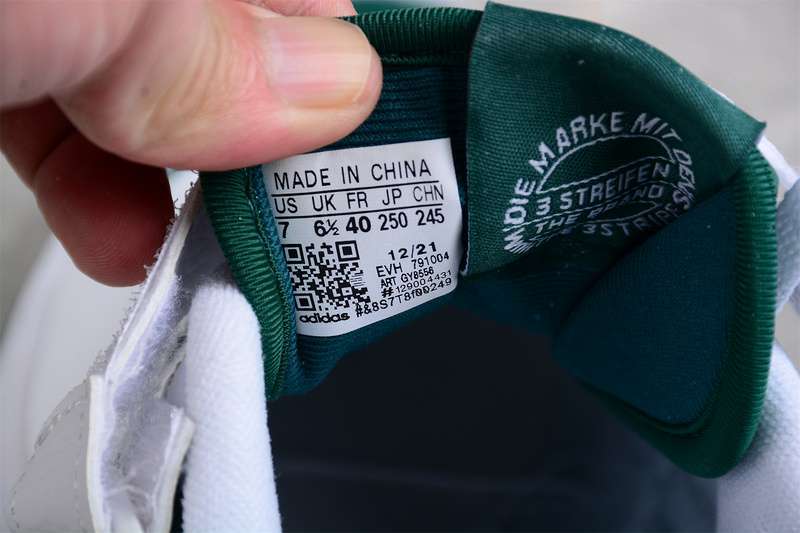 MADE IN CHINA
US UK FR JP CHN
7 6½ 40 250 245
12/21
EVH 791004
ART GY8556
#129004431
#&8S7T8f00249
adidas
DIE MARKE MIT DEN
3 STREIFEN
THE BRAND
3 STRIPES